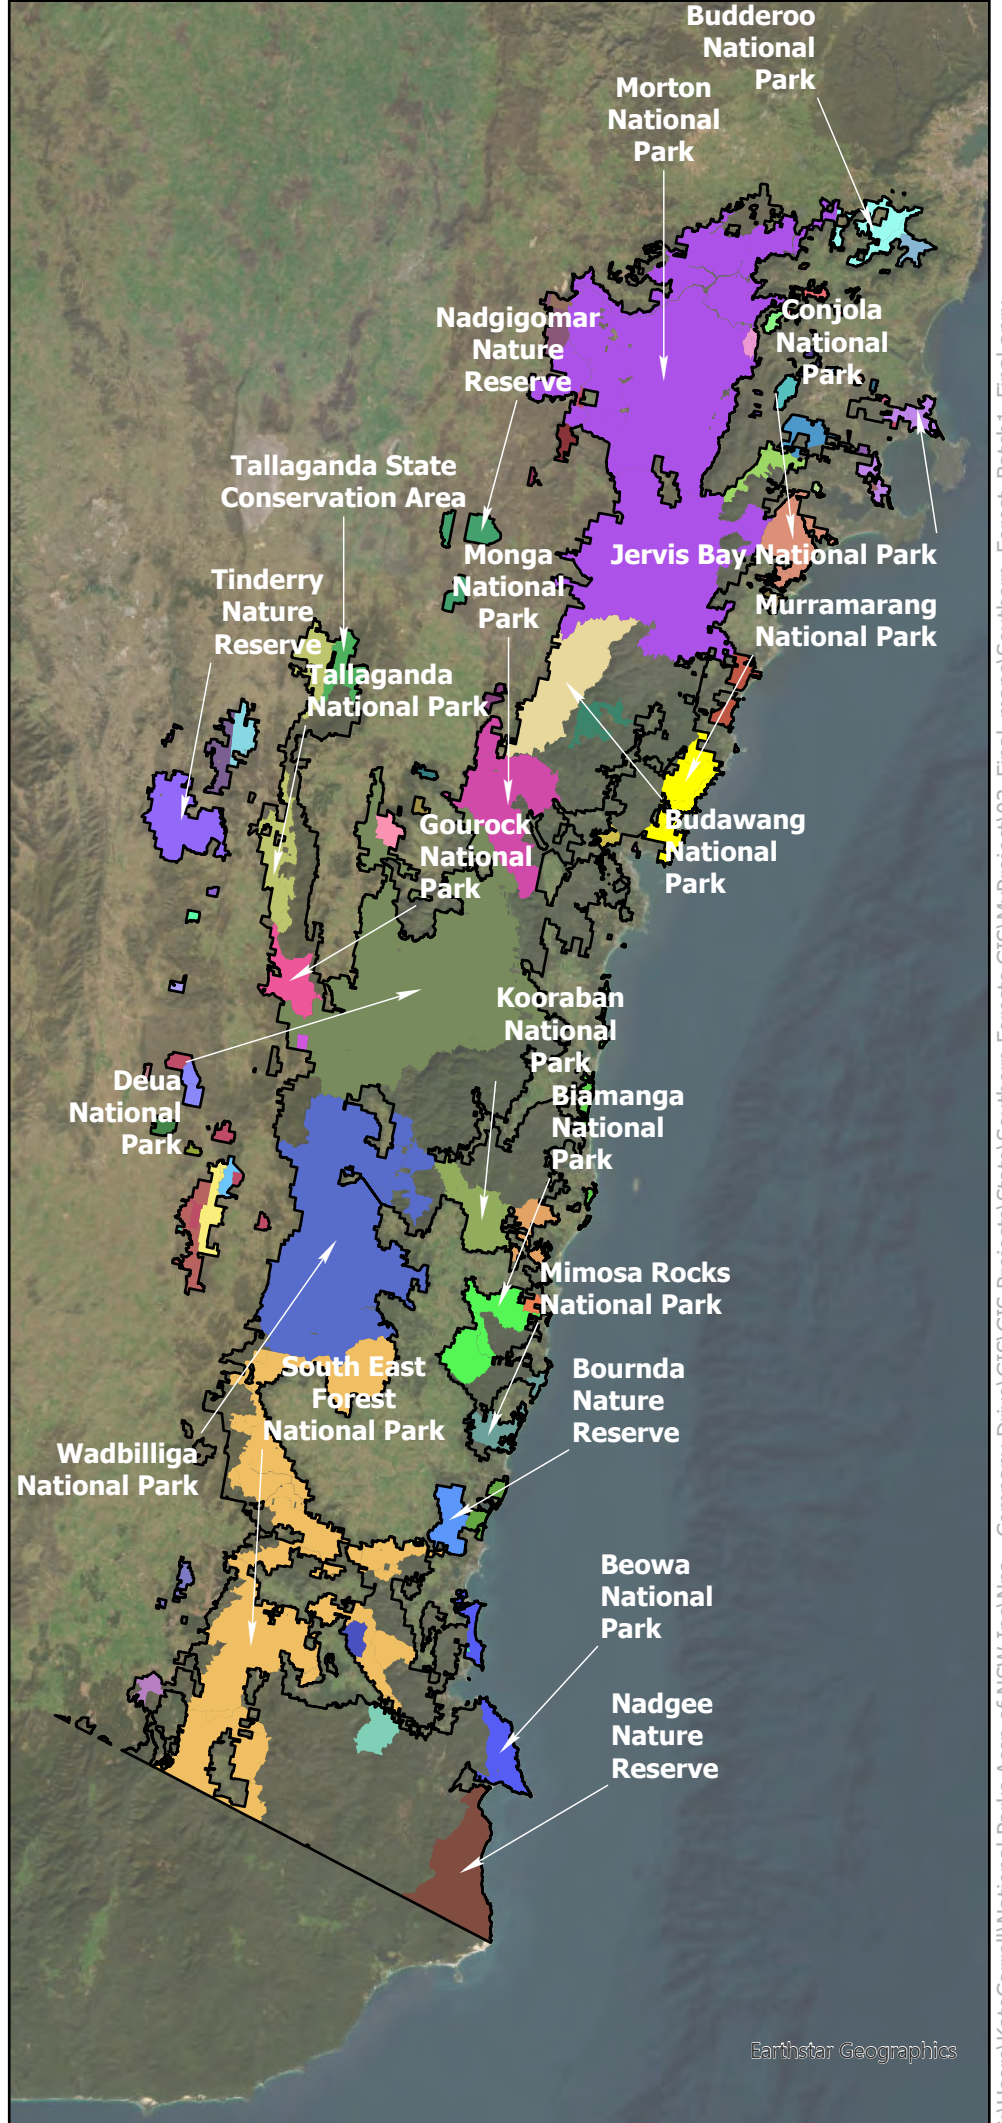 Budderoo
National
Park
Morton
National
Park
Nadgigomar
Nature
Reserve
Conjola
National
Park
Tallaganda State
Conservation Area
Monga
National
Park
Jervis Bay National Park
Tinderry
Nature
Reserve
Murramarang
National Park
Tallaganda
National Park
Gourock
National
Park
Budawang
National
Park
Kooraban
National
Park
Deua
National
Park
Biamanga
National
Park
Mimosa Rocks
National Park
South East
Forest
National Park
Bournda
Nature
Reserve
Wadbilliga
National Park
Beowa
National
Park
Nadgee
Nature
Reserve
Earthstar Geographics